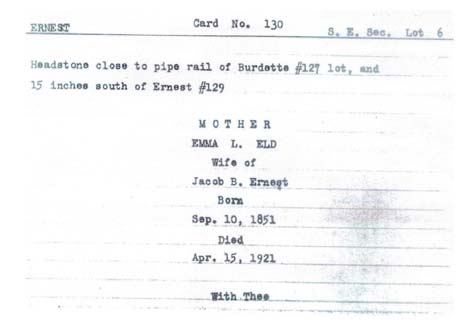 ERNEST
Card No. 130
S. E. Sec. Lot 6
Headstone close to pipe rail of Burdette #127 lot, and
15 inches south of Ernest #129
M O T H E R
EMMA L. ELD
Wife of
Jacob B. Ernest
Born
Sep. 10, 1851
Died
Apr. 15, 1921
With Thee